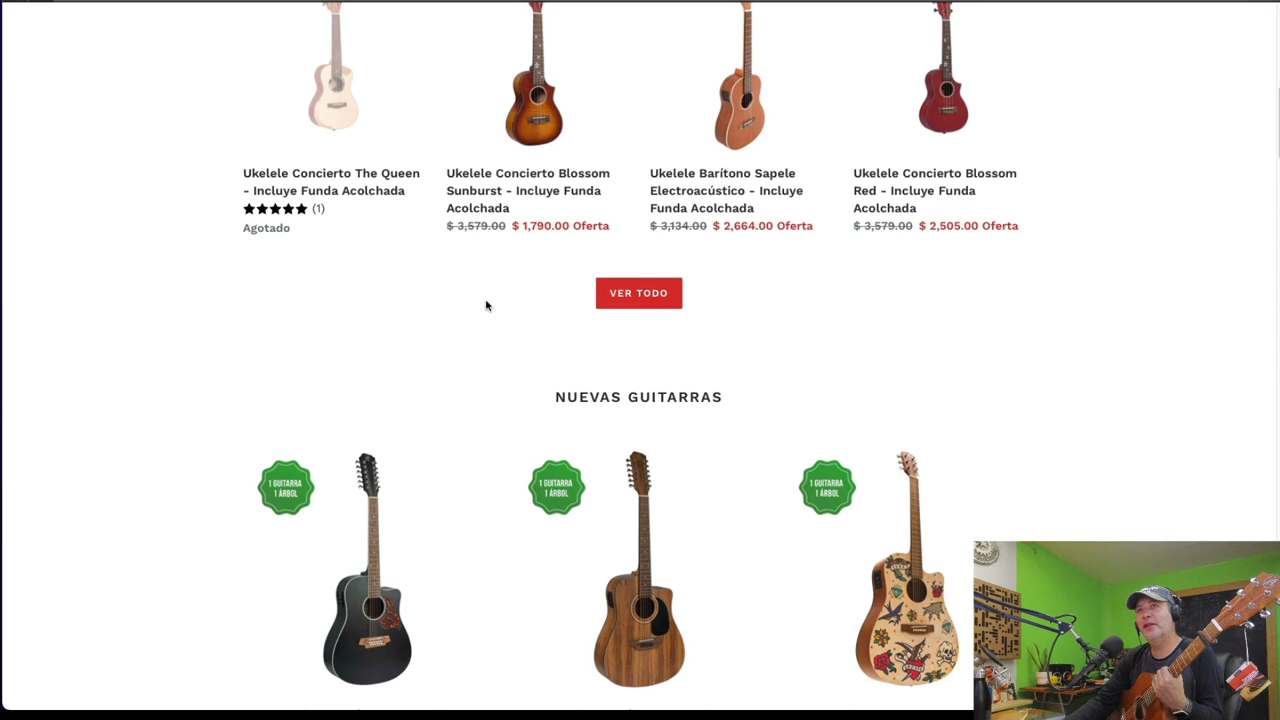 Ukelele Concierto The Queen
- Incluye Funda Acolchada
(1)
Agotado
Ukelele Concierto Blossom
Sunburst - Incluye Funda
Acolchada
$ 3,579.00 $ 1,790.00 Oferta
Ukelele Barítono Sapele
Electroacústico - Incluye
Funda Acolchada
$ 3,134.00 $ 2,664.00 Oferta
Ukelele Concierto Blossom
Red - Incluye Funda
Acolchada
$ 3,579.00 $ 2,505.00 Oferta
VER TODO
NUEVAS GUITARRAS
1 GUITARRA
1 ÁRBOL
1 GUITARRA
1 ÁRBOL
1 GUITARRA
1 ÁRBOL